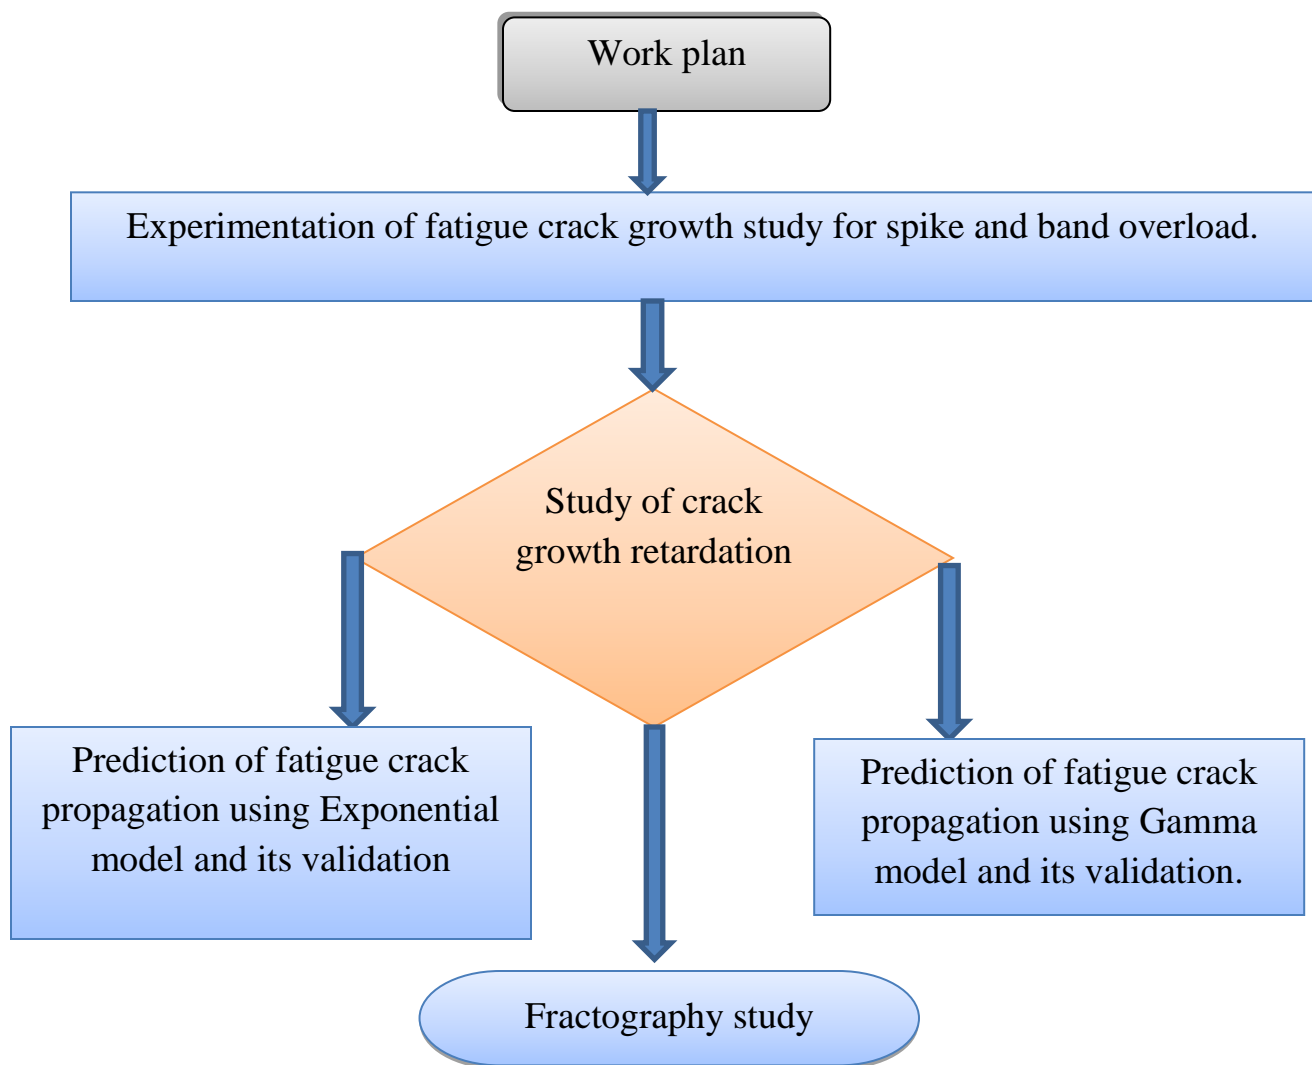 Work plan
Experimentation of fatigue crack growth study for spike and band overload.
Study of crack
growth retardation
Prediction of fatigue crack
propagation using Exponential
model and its validation
Prediction of fatigue crack
propagation using Gamma
model and its validation.
Fractography study